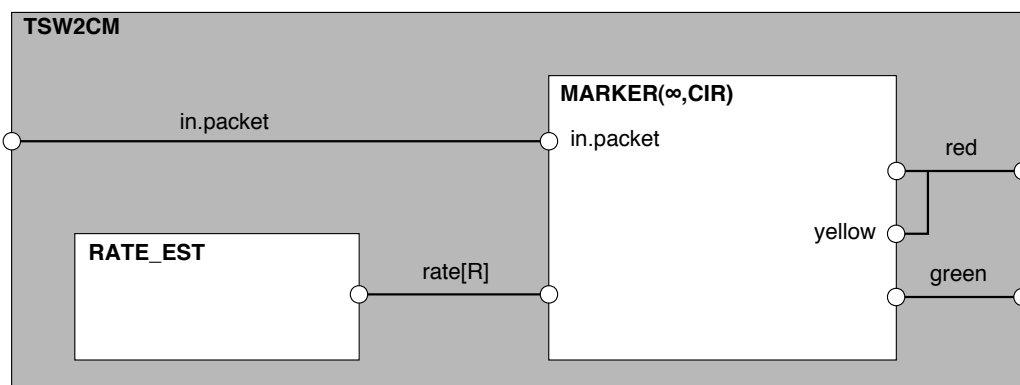 TSW2CM
MARKER(∞,CIR)
in.packet
in.packet
red
yellow
RATE_EST
rate[R]
green